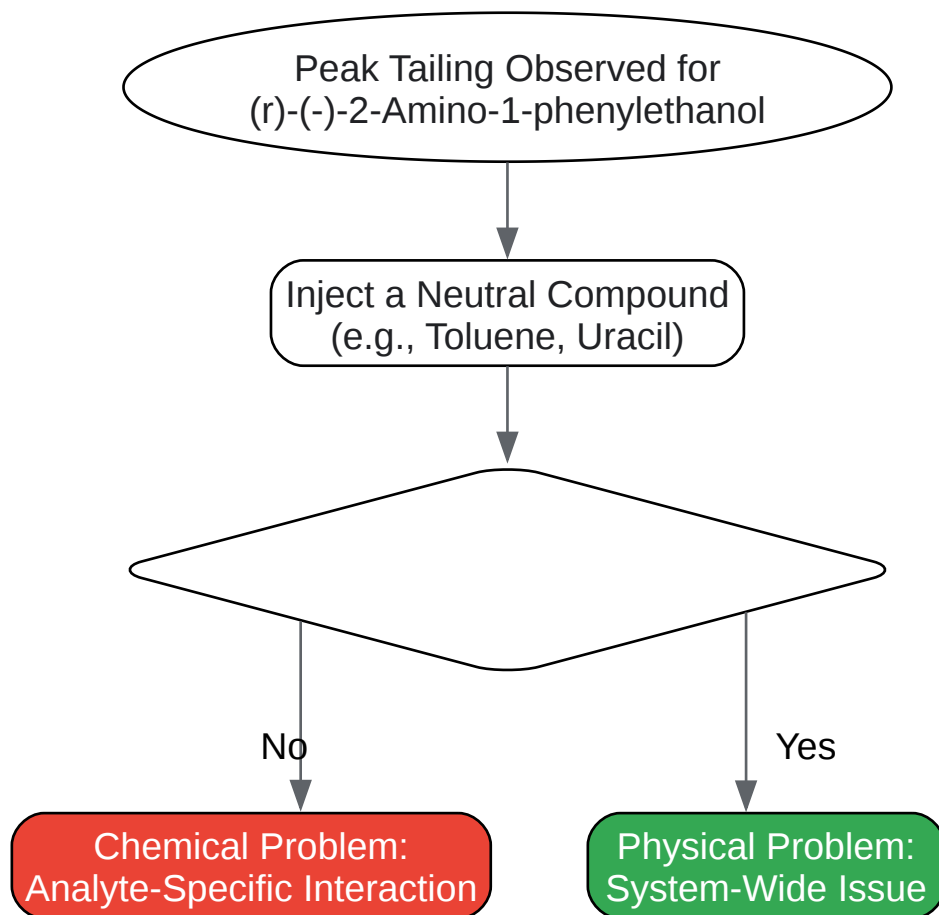 Peak Tailing Observed for
(r)-(-)-2-Amino-1-phenylethanol
Inject a Neutral Compound
(e.g., Toluene, Uracil)
No
Yes
Chemical Problem:
Analyte-Specific Interaction
Physical Problem:
System-Wide Issue